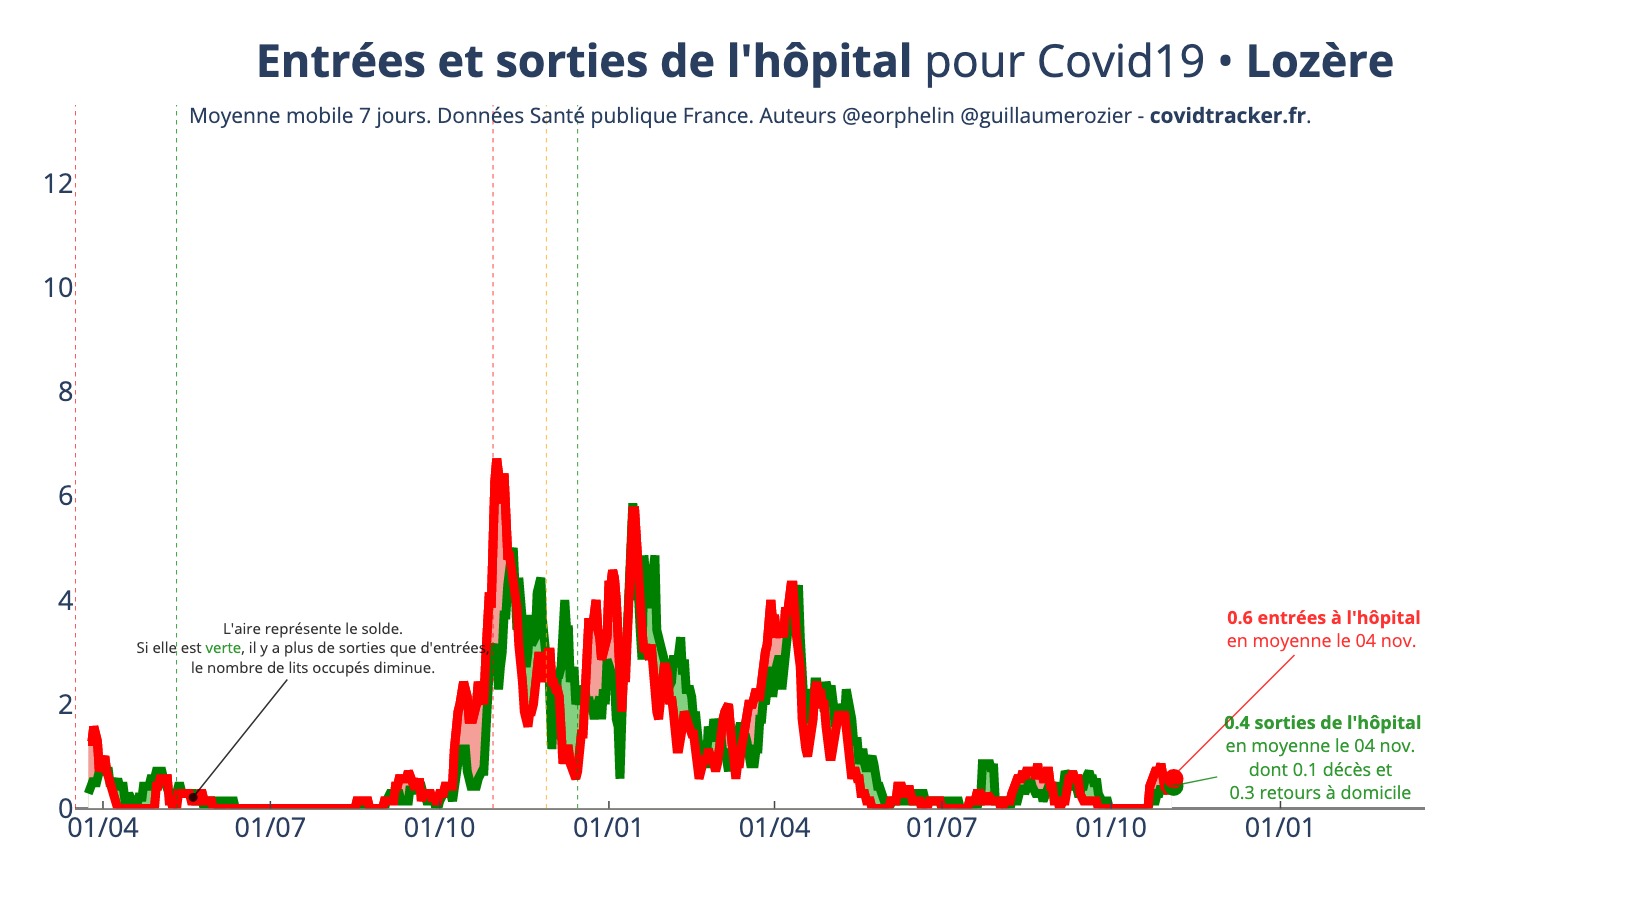 Entrées et sorties de l'hôpital pour Covid19 • Lozère
Moyenne mobile 7 jours. Données Santé publique France. Auteurs @eorphelin @guillaumerozier - covidtracker.fr.
12
10
8
6
4
2
0
L'aire représente le solde.
Si elle est verte, il y a plus de sorties que d'entrées,
le nombre de lits occupés diminue.
0.6 entrées à l'hôpital
en moyenne le 04 nov.
0.4 sorties de l'hôpital
en moyenne le 04 nov.
dont 0.1 décès et
0.3 retours à domicile
01/04 01/07 01/10 01/01 01/04 01/07 01/10 01/01